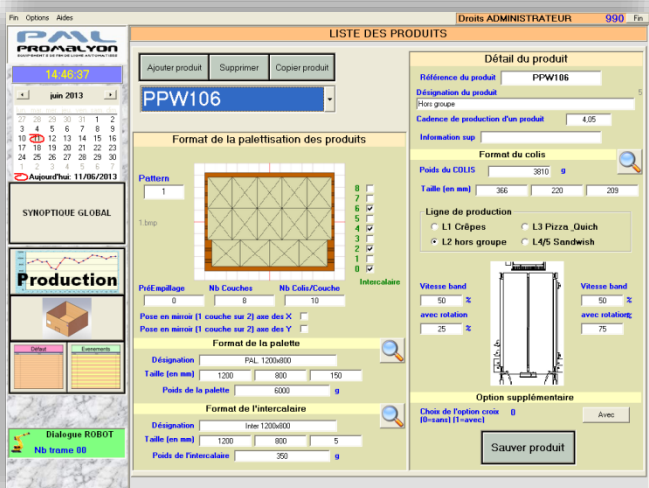 Fin Options Aides
Droits ADMINISTRATEUR 990 Fin
PML
PROMALYON
LISTE DES PRODUITS
14:46:37
juin 2013
27 28 29 30 31 1 2
3 4 5 6 7 8 9
10 11 12 13 14 15 16
17 18 19 20 21 22 23
24 25 26 27 28 29 30
1 2 3 4 5 6 7
Aujourd'hui: 11/06/2013
SYNOPTIQUE GLOBAL
Production
Défaut Evenements
Dialogue ROBOT
Nb trame 00
Ajouter produit Supprimer Copier produit
PPW106
Format de la palettisation des produits
Pattern
1
1.bmp
8
7
6
5
4
3
2
1
0
Intercalaire
PréEmpillage Nb Couches Nb Colis/Couche
0 8 10
Pose en miroir (1 couche sur 2) axe des X
Pose en miroir (1 couche sur 2) axe des Y
Format de la palette
Désignation PAL. 1200x800
Taille (en mm) 1200 800 150
Poids de la palette 6000 g
Format de l'intercalaire
Désignation Inter 1200x800
Taille (en mm) 1200 800 5
Poids de l'intercalaire 350 g
Détail du produit
Référence du produit PPW106
Désignation du produit 5
Hors groupe
Cadence de production d'un produit 4,05
Information sup
Format du colis
Poids du COLIS 3810 g
Taille (en mm) 366 220 209
Ligne de production
L1 Crêpes L3 Pizza _Quich
L2 hors groupe L4/5 Sandwish
Vitesse band Vitesse band
50 % 50 %
avec rotation avec rotation
25 % 75
Option supplémentaire
Choix de l'option croix 0
(0=sans) (1=avec)
Avec
Sauver produit